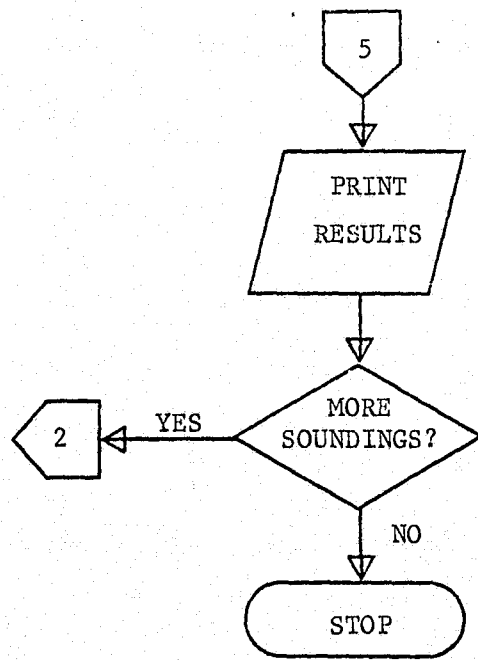 5
PRINT
RESULTS
MORE
SOUNDINGS?
YES
2
NO
STOP